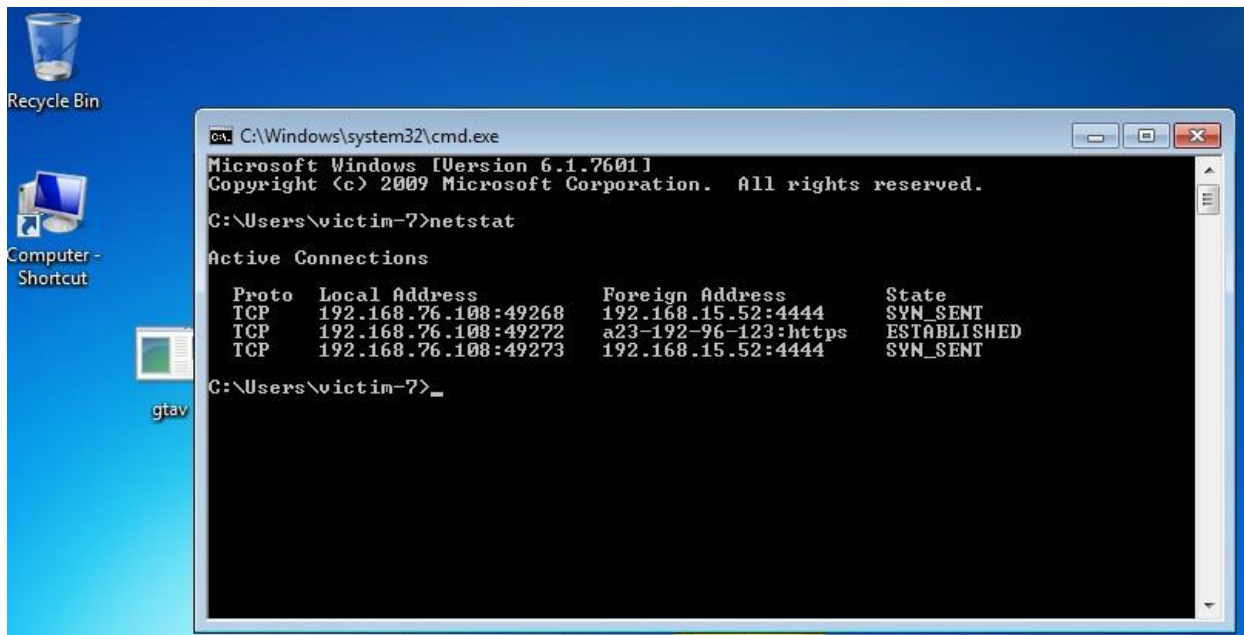 Recycle Bin
Computer -
Shortcut
gtav
C:\Windows\system32\cmd.exe
Microsoft Windows [Version 6.1.7601]
Copyright (c) 2009 Microsoft Corporation.  All rights reserved.
C:\Users\victim-7>netstat
Active Connections
Proto  Local Address          Foreign Address        State
TCP    192.168.76.108:49268   192.168.15.52:4444     SYN_SENT
TCP    192.168.76.108:49272   a23-192-96-123:https   ESTABLISHED
TCP    192.168.76.108:49273   192.168.15.52:4444     SYN_SENT
C:\Users\victim-7>_